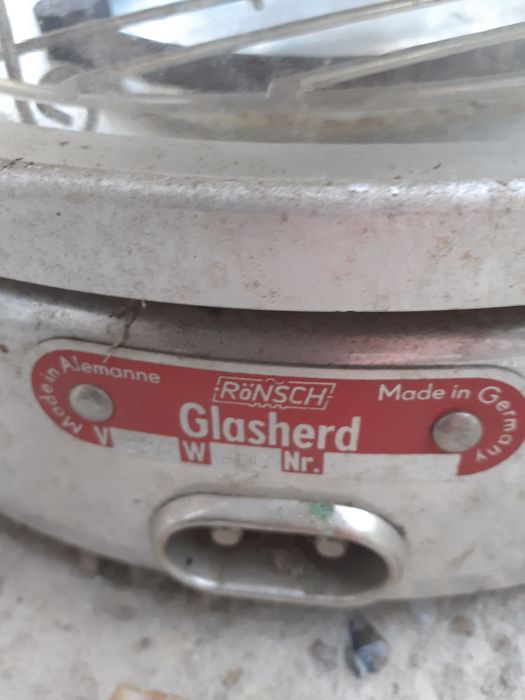 Made in Alemanne
RöNSCH
Made in Germany
Glasherd
V W Nr.